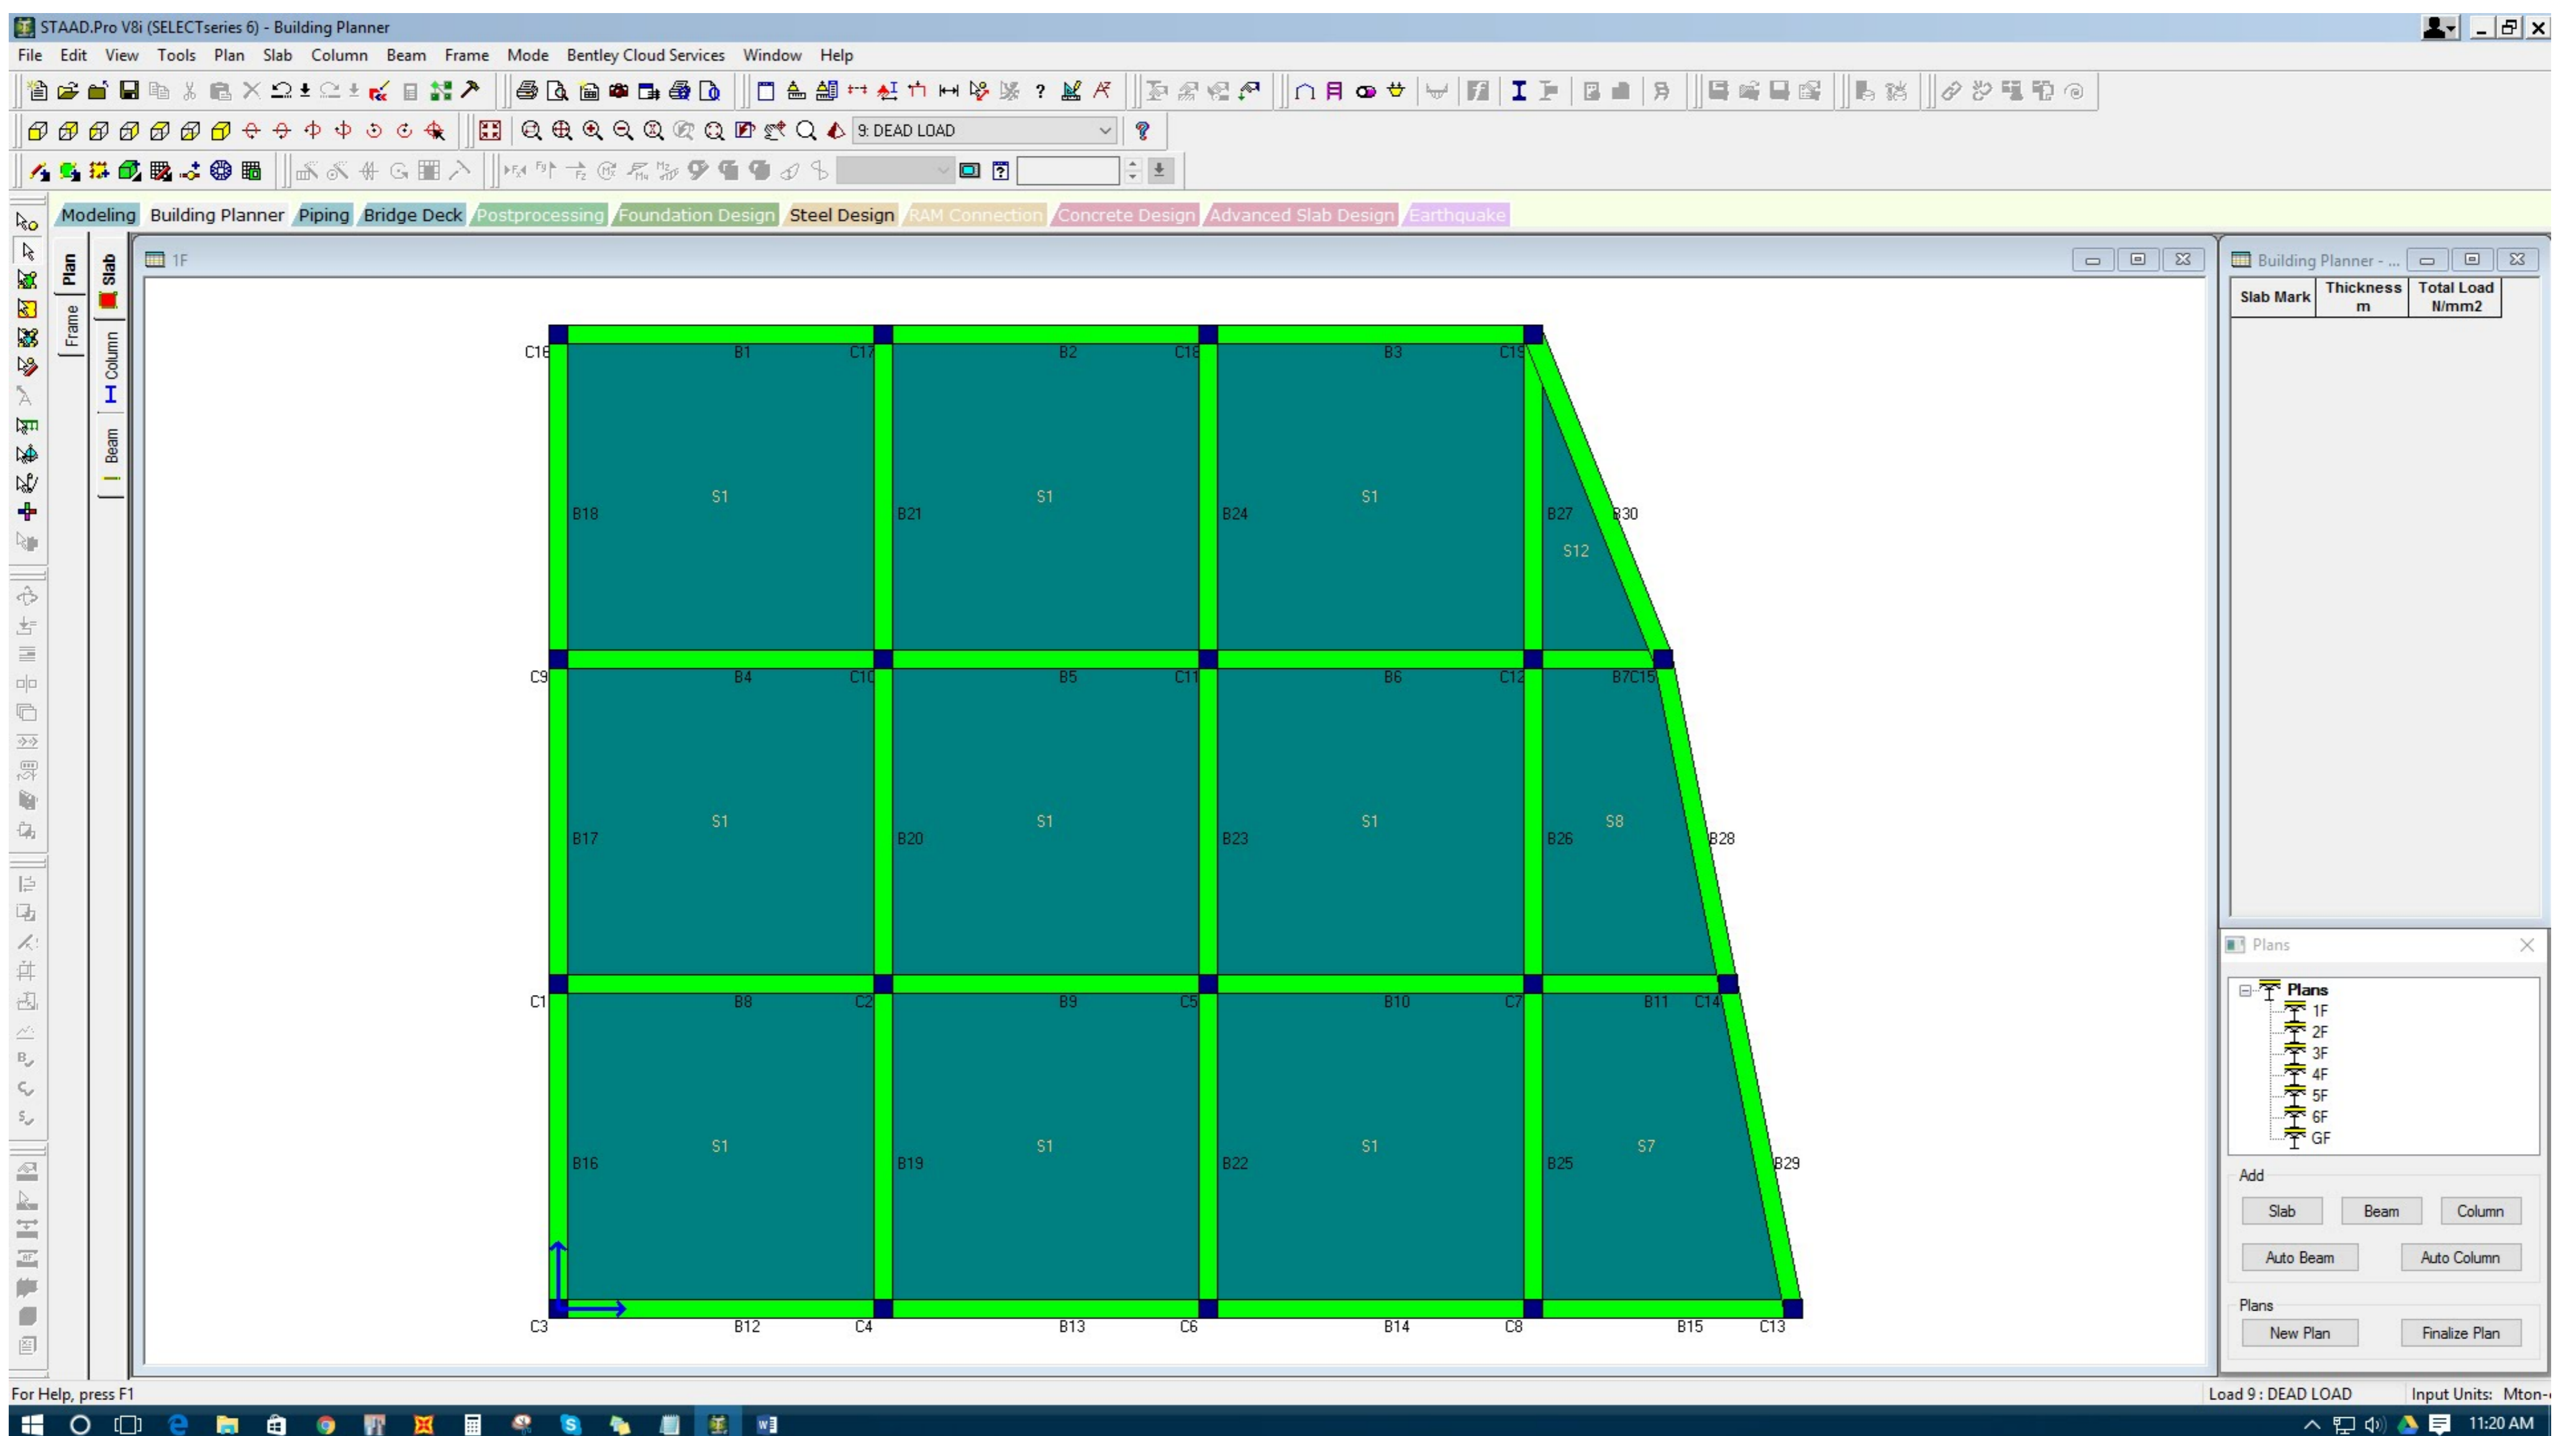 STAAD.Pro V8i (SELECTseries 6) - Building Planner
File Edit View Tools Plan Slab Column Beam Frame Mode Bentley Cloud Services Window Help
9: DEAD LOAD
Modeling Building Planner Piping Bridge Deck Postprocessing Foundation Design Steel Design RAM Connection Concrete Design Advanced Slab Design Earthquake
Plan
Frame
Slab
Column
Beam
1F
C16 B1 C17 B2 C18 B3 C19
S1 S1 S1
B18 B21 B24 B27 B30
S12
C9 B4 C10 B5 C11 B6 C12 B7 C15
S1 S1 S1 S8
B17 B20 B23 B26 B28
C1 B8 C2 B9 C5 B10 C7 B11 C14
S1 S1 S1 S7
B16 B19 B22 B25 B29
C3 B12 C4 B13 C6 B14 C8 B15 C13
Building Planner - ...
Slab Mark Thickness m Total Load N/mm2
Plans
Plans
1F
2F
3F
4F
5F
6F
GF
Add
Slab Beam Column
Auto Beam Auto Column
Plans
New Plan Finalize Plan
For Help, press F1
Load 9 : DEAD LOAD Input Units: Mton-
11:20 AM